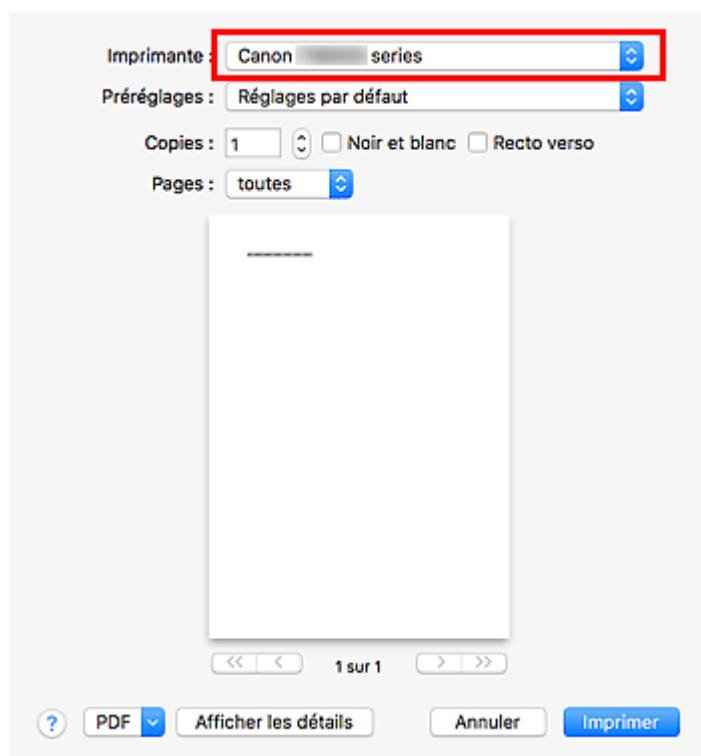 Imprimante : Canon series
Préréglages : Réglages par défaut
Copies : 1 Noir et blanc Recto verso
Pages : toutes
-------
<< < 1 sur 1 > >>
? PDF Afficher les détails Annuler Imprimer